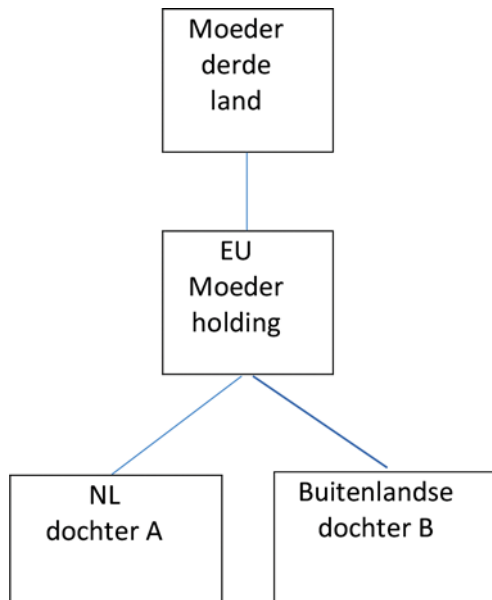 Moeder
derde
land
EU
Moeder
holding
NL
dochter A
Buitenlandse
dochter B